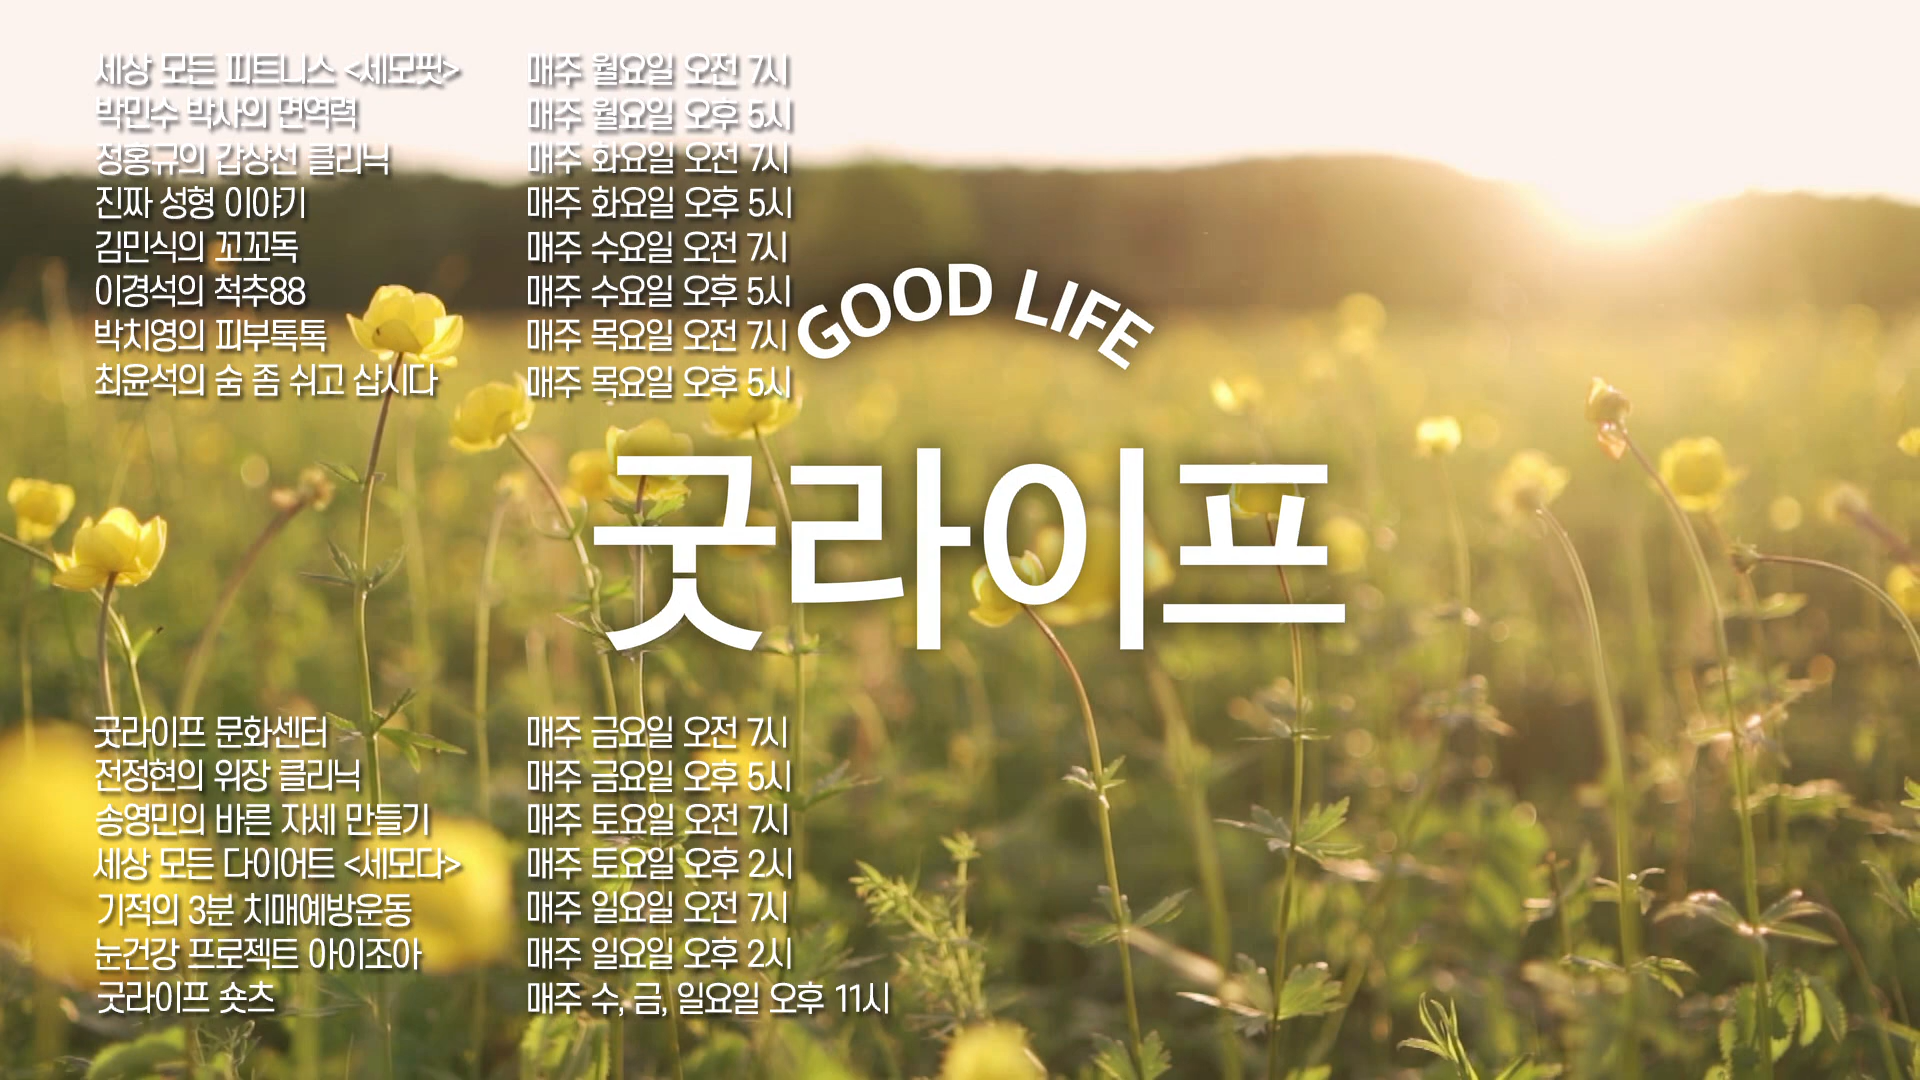 세상 모든 피트니스 <세모핏> 매주 월요일 오전 7시
박민수 박사의 면역력 매주 월요일 오후 5시
정홍규의 갑상선 클리닉 매주 화요일 오전 7시
진짜 성형 이야기 매주 화요일 오후 5시
김민식의 꼬꼬독 매주 수요일 오전 7시
이경석의 척추88 매주 수요일 오후 5시
박치영의 피부톡톡 매주 목요일 오전 7시
최윤석의 숨 좀 쉬고 삽시다 매주 목요일 오후 5시
GOOD LIFE
굿라이프
굿라이프 문화센터 매주 금요일 오전 7시
전정현의 위장 클리닉 매주 금요일 오후 5시
송영민의 바른 자세 만들기 매주 토요일 오전 7시
세상 모든 다이어트 <세모다> 매주 토요일 오후 2시
기적의 3분 치매예방운동 매주 일요일 오전 7시
눈건강 프로젝트 아이조아 매주 일요일 오후 2시
굿라이프 숏츠 매주 수, 금, 일요일 오후 11시